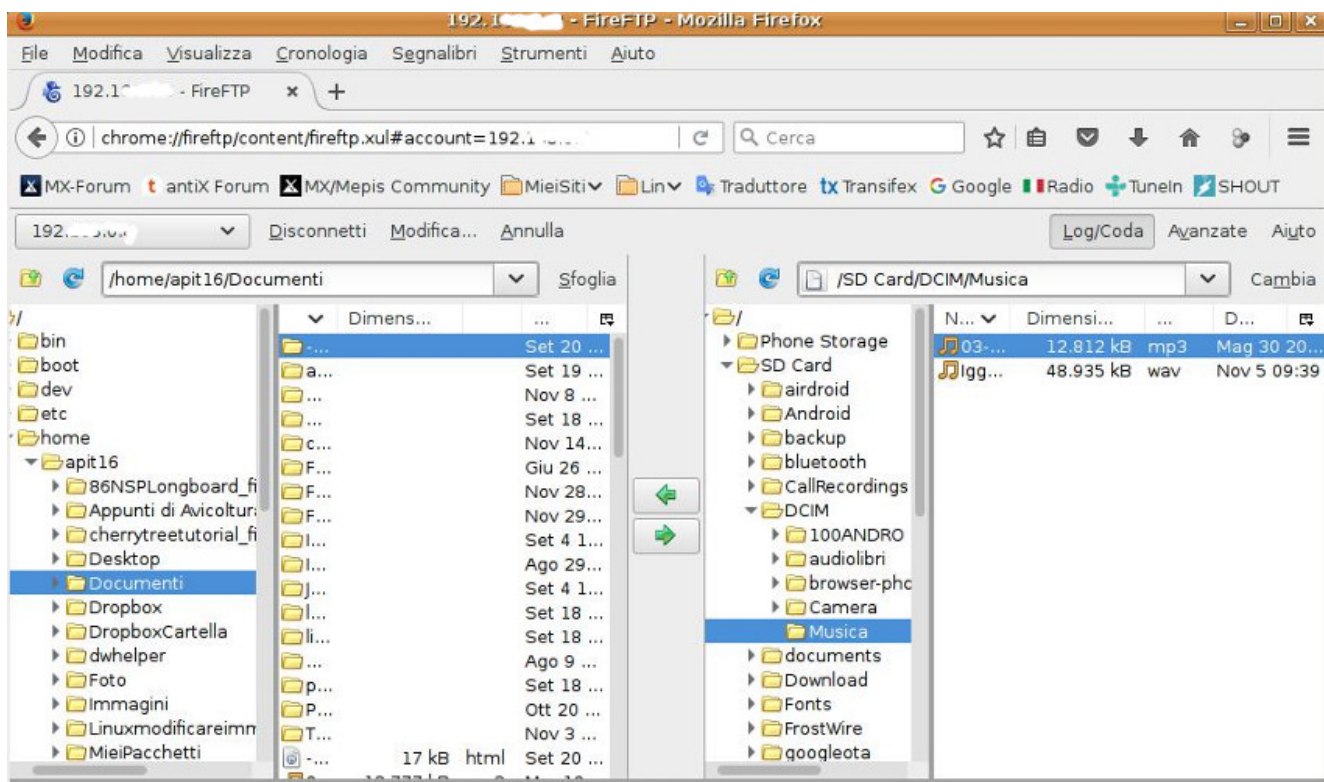 192.1 - FireFTP - Mozilla Firefox
File Modifica Visualizza Cronologia Segnalibri Strumenti Aiuto
192.1 - FireFTP
chrome://fireftp/content/fireftp.xul#account=192.1
Cerca
MX-Forum antiX Forum MX/Mepis Community MieiSiti Lin Traduttore Transifex Google Radio TuneIn SHOUT
192. Disconnetti Modifica... Annulla Log/Coda Avanzate Aiuto
/home/apit16/Documenti Sfoglia
/SD Card/DCIM/Musica Cambia
/
bin
boot
dev
etc
home
apit16
86NSPLongboard_fi
Appunti di Avicoltur
cherrytreetutorial_fi
Desktop
Documenti
Dropbox
DropboxCartella
dwhelper
Foto
Immagini
Linuxmodificareimm
MieiPacchetti
Dimens... ...
-... Set 20 ...
a... Set 19 ...
... Nov 8 ...
... Set 18 ...
c... Nov 14...
F... Giu 26 ...
F... Nov 28...
F... Nov 29...
I... Set 4 1...
I... Ago 29...
J... Set 4 1...
l... Set 18 ...
li... Set 18 ...
... Ago 9 ...
p... Set 18 ...
P... Ott 20 ...
T... Nov 3 ...
-... 17 kB html Set 20 ...
/
Phone Storage
SD Card
airdroid
Android
backup
bluetooth
CallRecordings
DCIM
100ANDRO
audiolibri
browser-pho
Camera
Musica
documents
Download
Fonts
FrostWire
googleota
N... Dimensi... ... D...
03-... 12.812 kB mp3 Mag 30 20...
Igg... 48.935 kB wav Nov 5 09:39